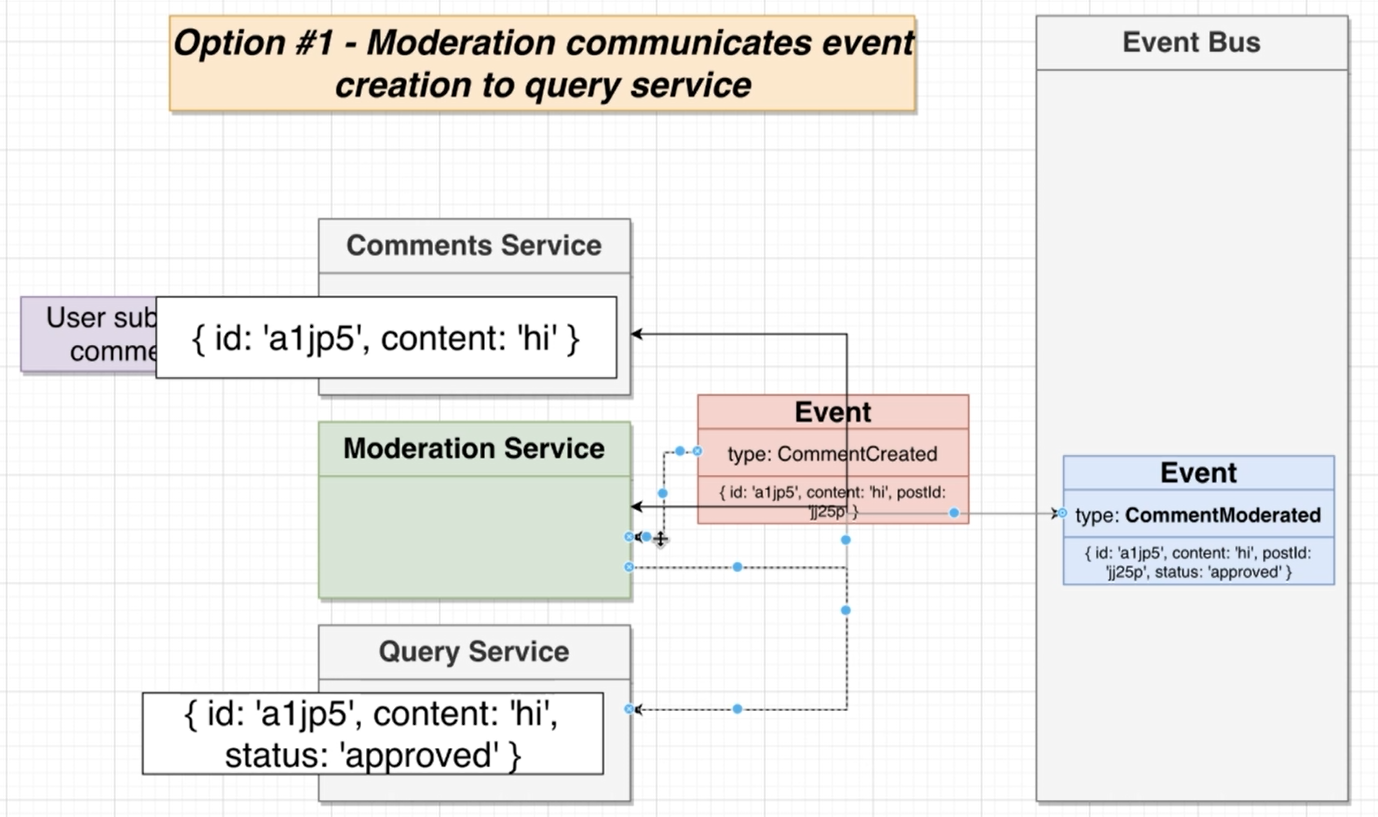 Option #1 - Moderation communicates event
creation to query service
Event Bus
Comments Service
User sub
comme
{ id: 'a1jp5', content: 'hi' }
Moderation Service
Event
type: CommentCreated
{ id: 'a1jp5', content: 'hi', postId:
'jj25p' }
Event
type: CommentModerated
{ id: 'a1jp5', content: 'hi', postId:
'jj25p', status: 'approved' }
Query Service
{ id: 'a1jp5', content: 'hi',
status: 'approved' }